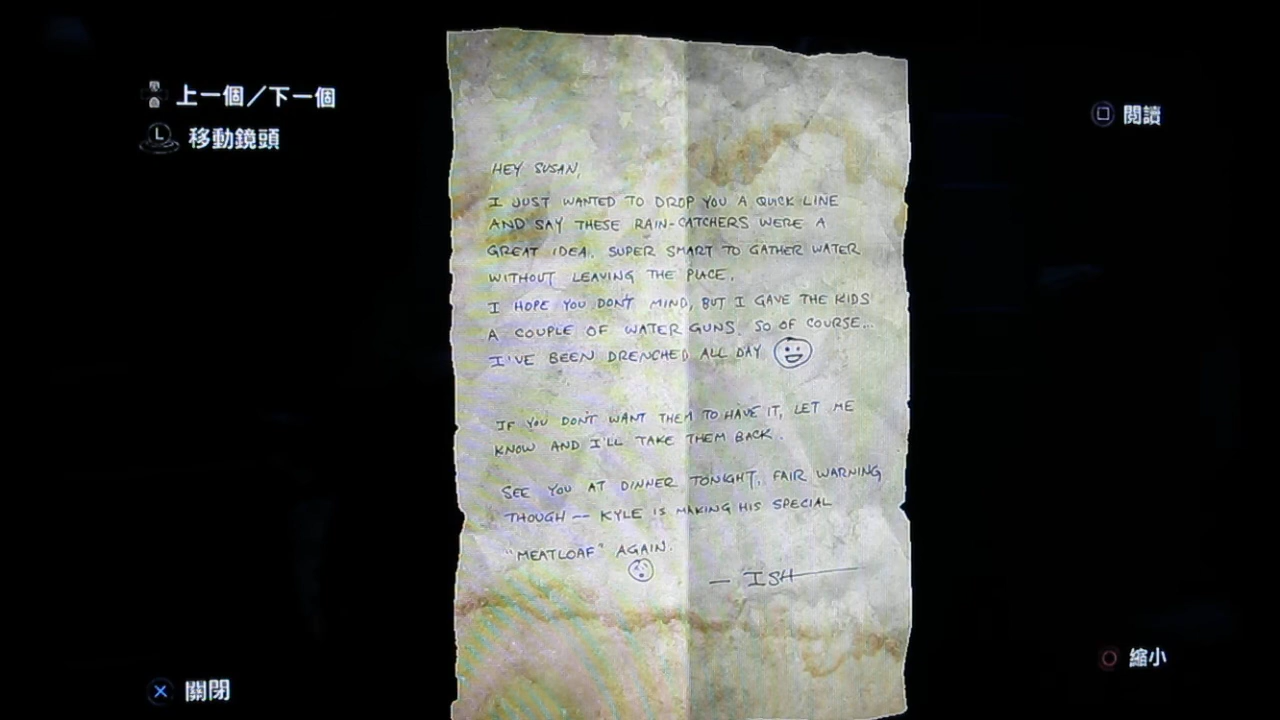 上一個／下一個
L 移動鏡頭
閱讀
HEY SUSAN,
I JUST WANTED TO DROP YOU A QUICK LINE
AND SAY THESE RAIN-CATCHERS WERE A
GREAT IDEA. SUPER SMART TO GATHER WATER
WITHOUT LEAVING THE PLACE.
I HOPE YOU DON'T MIND, BUT I GAVE THE KIDS
A COUPLE OF WATER GUNS. SO OF COURSE...
I'VE BEEN DRENCHED ALL DAY
IF YOU DON'T WANT THEM TO HAVE IT, LET ME
KNOW AND I'LL TAKE THEM BACK.
SEE YOU AT DINNER TONIGHT. FAIR WARNING
THOUGH -- KYLE IS MAKING HIS SPECIAL
"MEATLOAF" AGAIN.
— ISH
縮小
關閉